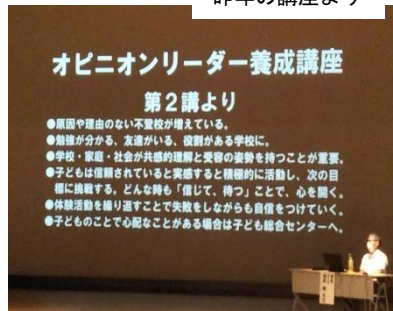 昨年の講座より
オピニオンリーダー養成講座
第2講より
●原因や理由のない不登校が増えている。
●勉強が分かる、友達がいる、役割がある学校に。
●学校・家庭・社会が共感的理解と受容の姿勢を持つことが重要。
●子どもは信頼されていると実感すると積極的に活動し、次の目
標に挑戦する。どんな時も「信じて、待つ」ことで、心を開く。
●体験活動を繰り返すことで失敗をしながらも自信をつけていく。
●子どものことで心配なことがある場合は子ども総合センターへ。